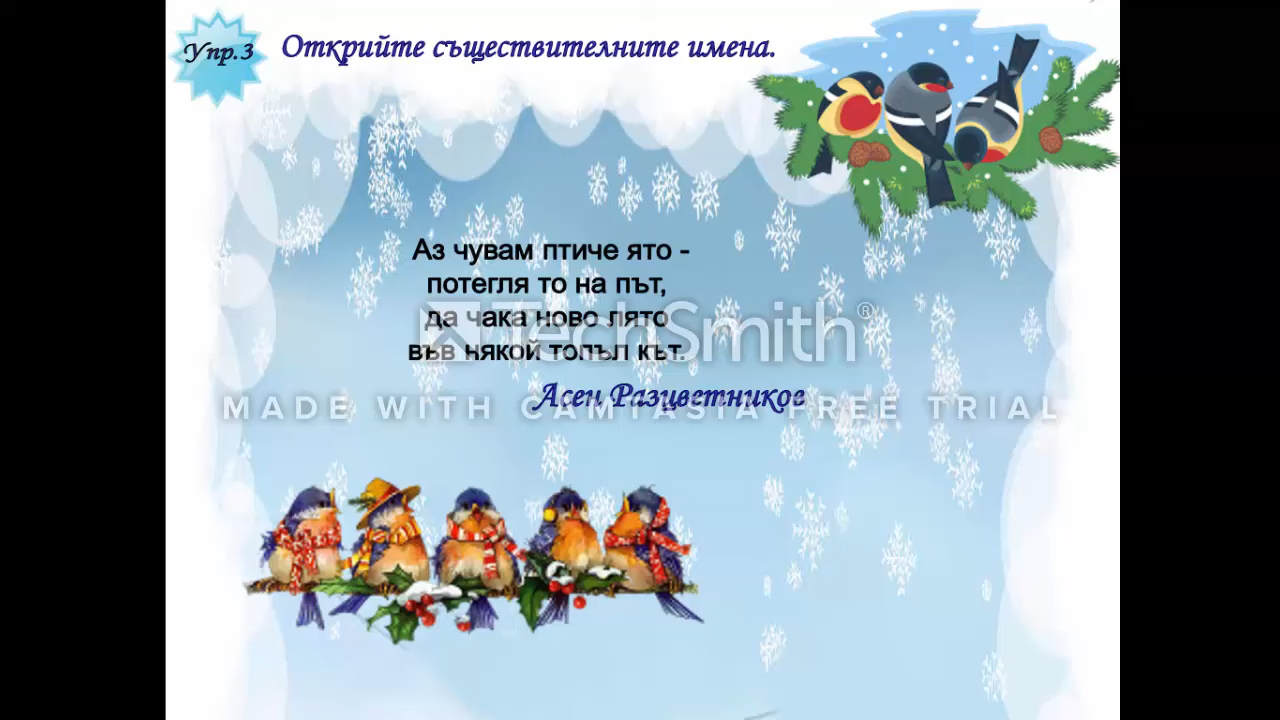 Упр.3
Открийте съществителните имена.
Аз чувам птиче ято -
потегля то на път,
да чака ново лято
във някой топъл кът.
Асен Разцветников
TechSmith®
MADE WITH CAMTASIA FREE TRIAL